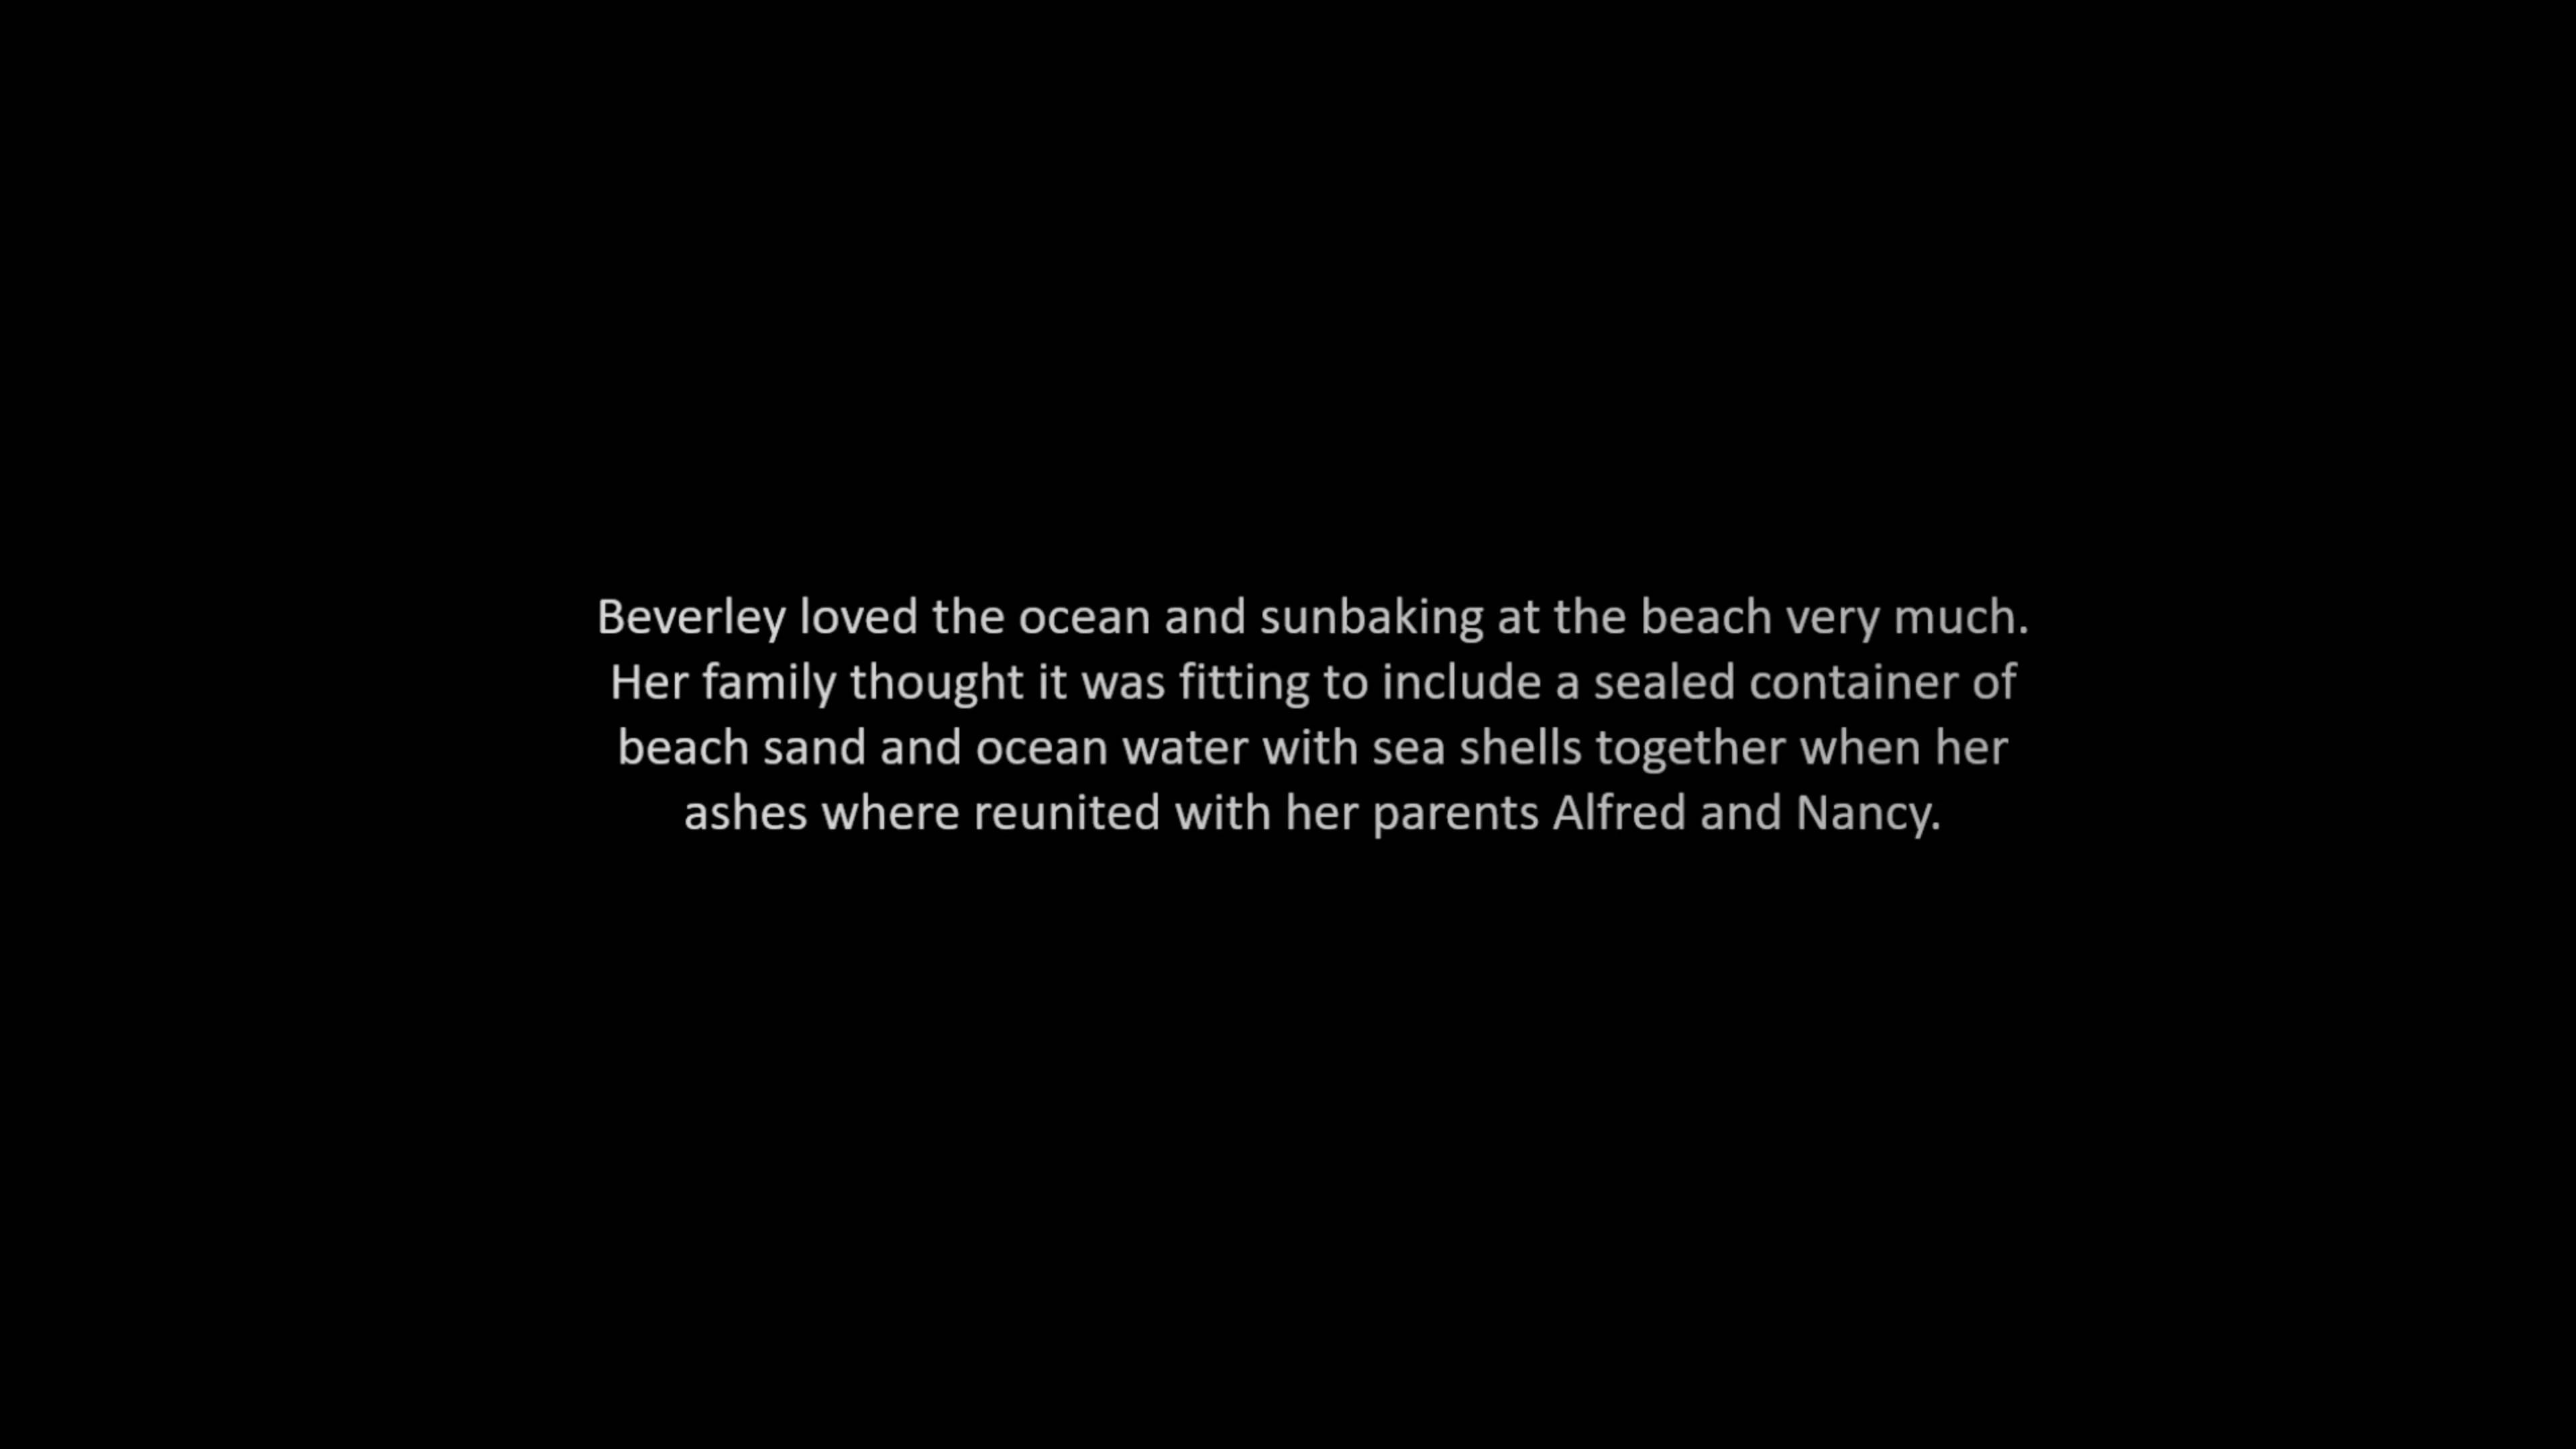 Beverley loved the ocean and sunbaking at the beach very much.
Her family thought it was fitting to include a sealed container of
beach sand and ocean water with sea shells together when her
ashes where reunited with her parents Alfred and Nancy.